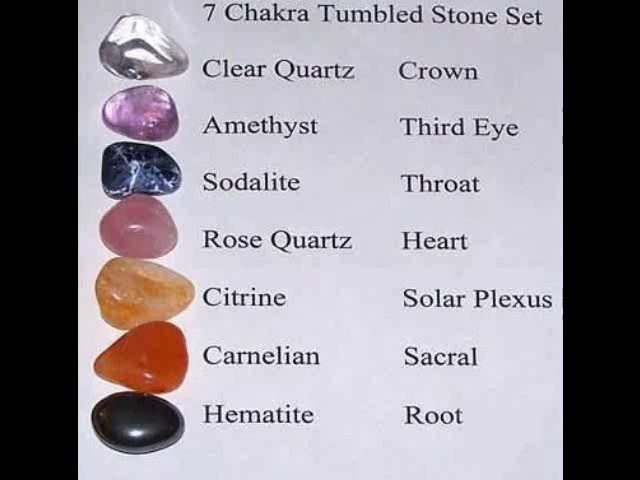 7 Chakra Tumbled Stone Set
Clear Quartz Crown
Amethyst Third Eye
Sodalite Throat
Rose Quartz Heart
Citrine Solar Plexus
Carnelian Sacral
Hematite Root